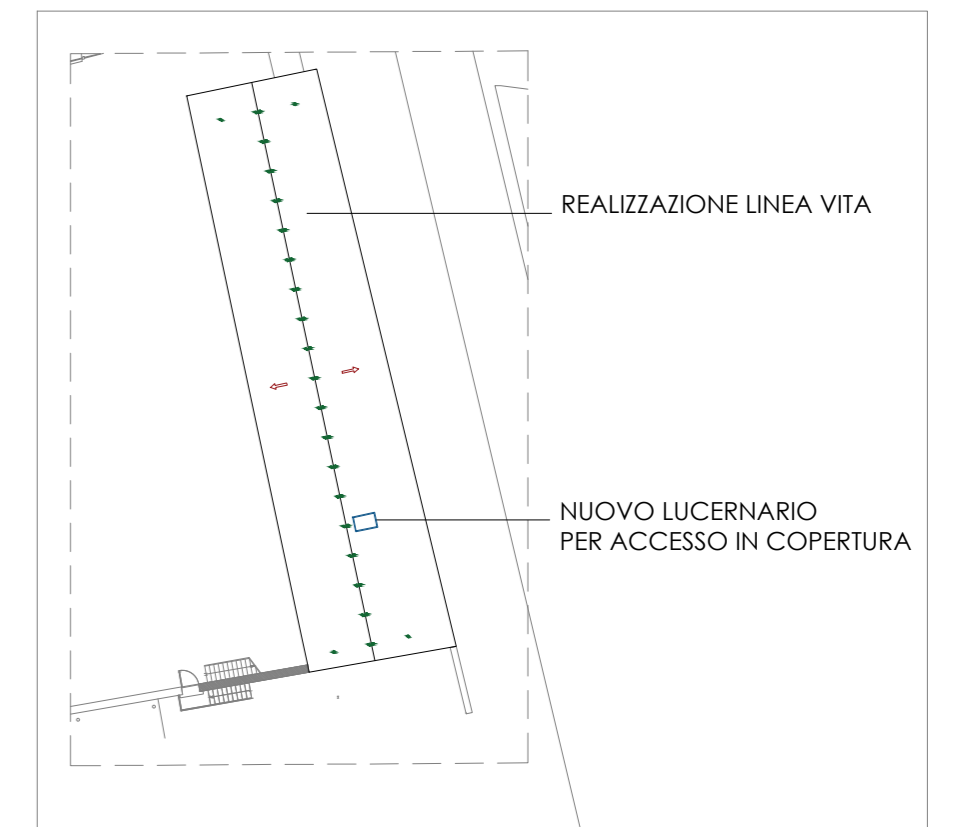 REALIZZAZIONE LINEA VITA
NUOVO LUCERNARIO
PER ACCESSO IN COPERTURA